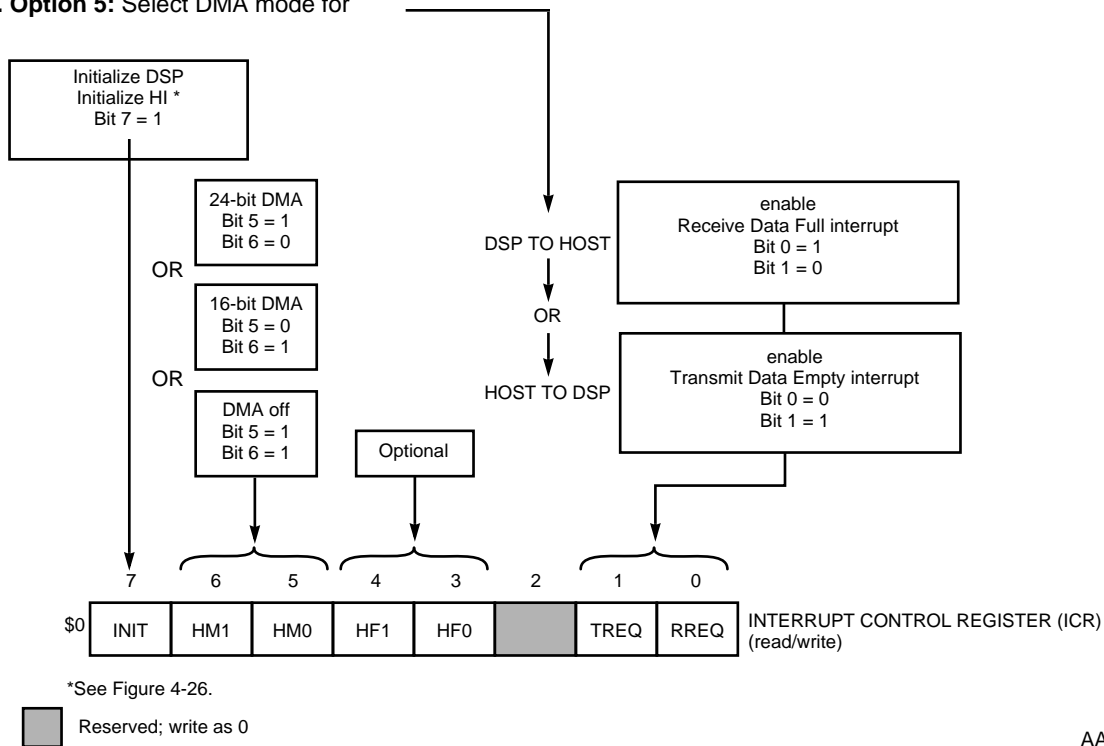 . Option 5: Select DMA mode for
Initialize DSP
Initialize HI *
Bit 7 = 1
24-bit DMA
Bit 5 = 1
Bit 6 = 0
OR
16-bit DMA
Bit 5 = 0
Bit 6 = 1
OR
DMA off
Bit 5 = 1
Bit 6 = 1
Optional
DSP TO HOST
OR
HOST TO DSP
enable
Receive Data Full interrupt
Bit 0 = 1
Bit 1 = 0
enable
Transmit Data Empty interrupt
Bit 0 = 0
Bit 1 = 1
7 6 5 4 3 2 1 0
$0 INIT HM1 HM0 HF1 HF0 TREQ RREQ
INTERRUPT CONTROL REGISTER (ICR)
(read/write)
*See Figure 4-26.
Reserved; write as 0
AA